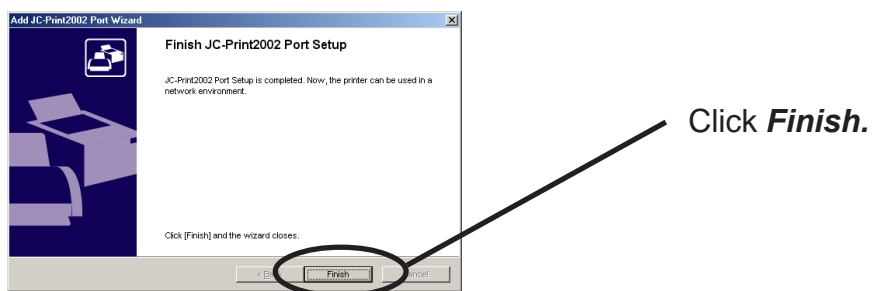 Add JC-Print2002 Port Wizard
Finish JC-Print2002 Port Setup
JC-Print2002 Port Setup is completed. Now, the printer can be used in a
network environment.
Click Finish.
Click [Finish] and the wizard closes.
Finish